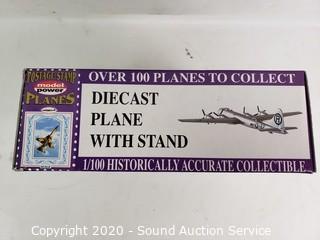 POSTAGE STAMP
model
power
PLANES
OVER 100 PLANES TO COLLECT
DIECAST
PLANE
WITH STAND
1/100 HISTORICALLY ACCURATE COLLECTIBLE
Copyright 2020 - Sound Auction Service